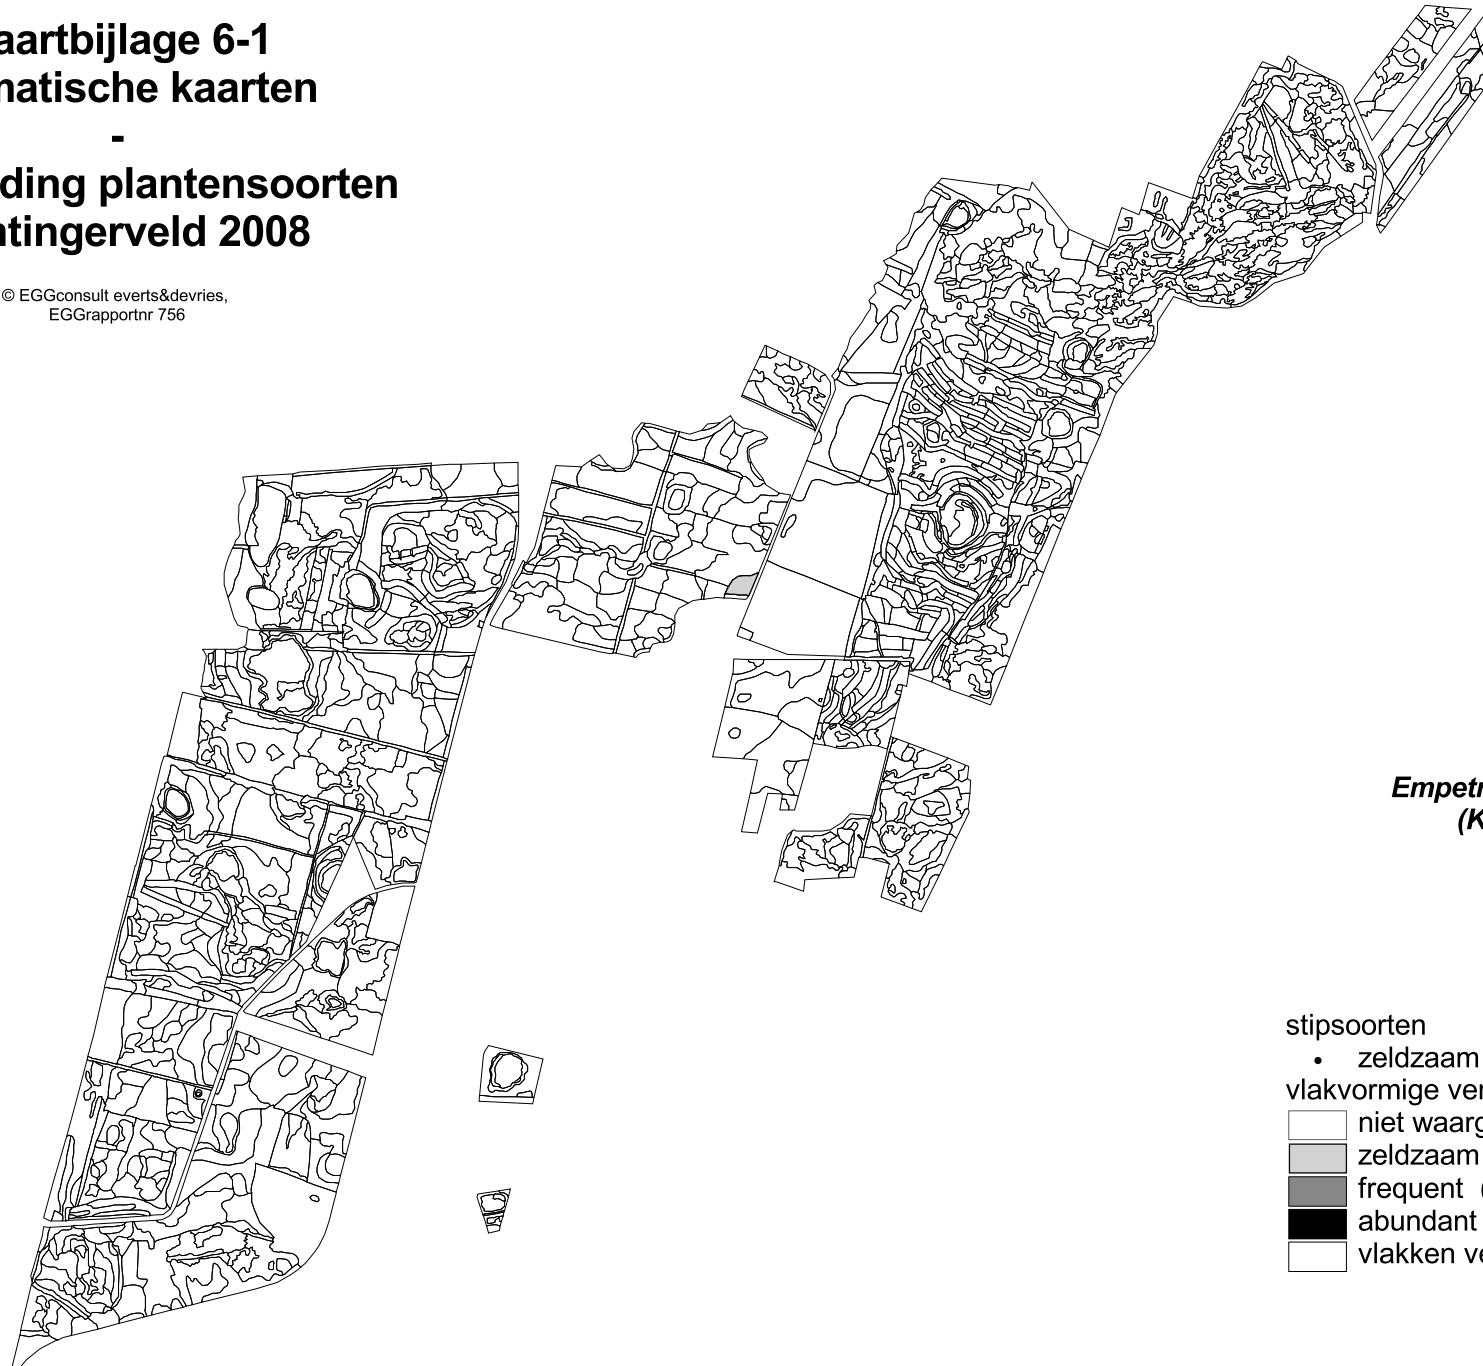 aartbijlage 6-1
matische kaarten
-
ding plantensoorten
tingerveld 2008
© EGGconsult everts&devries,
EGGrapportnr 756
Empetr
(K
stipsoorten
• zeldzaam
vlakvormige ver
niet waarg
zeldzaam
frequent (
abundant
vlakken ve